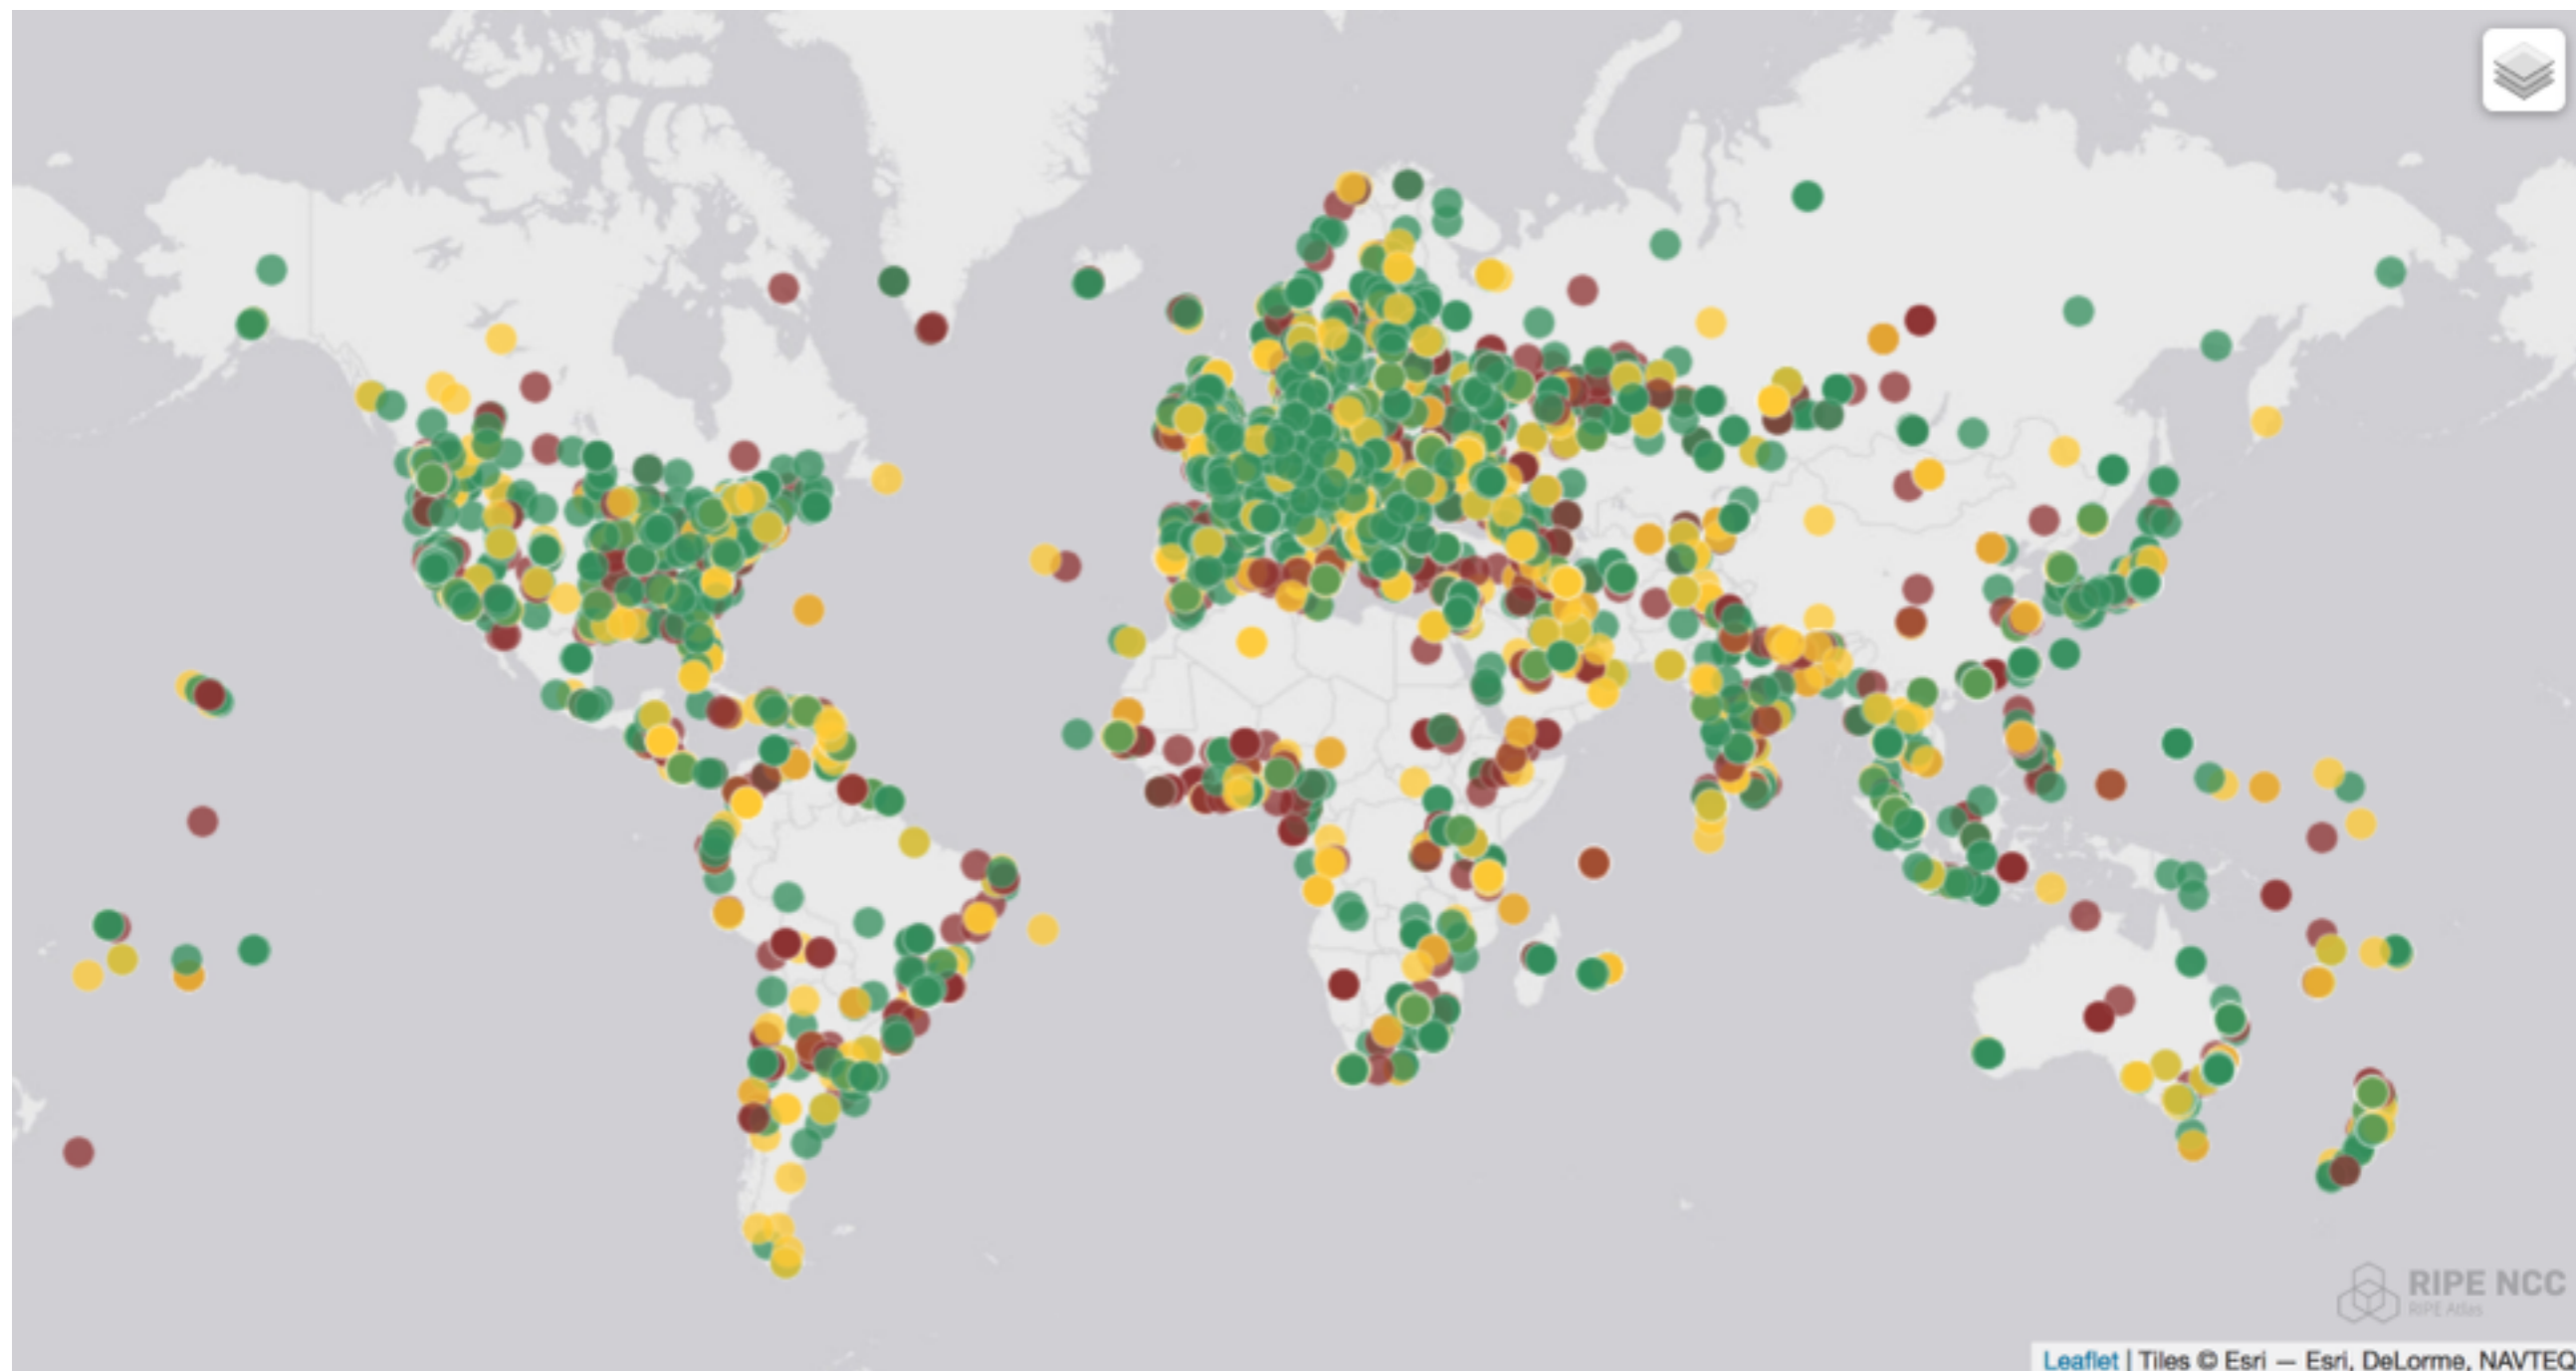 RIPE NCC
RIPE Atlas
Leaflet | Tiles © Esri — Esri, DeLorme, NAVTEQ